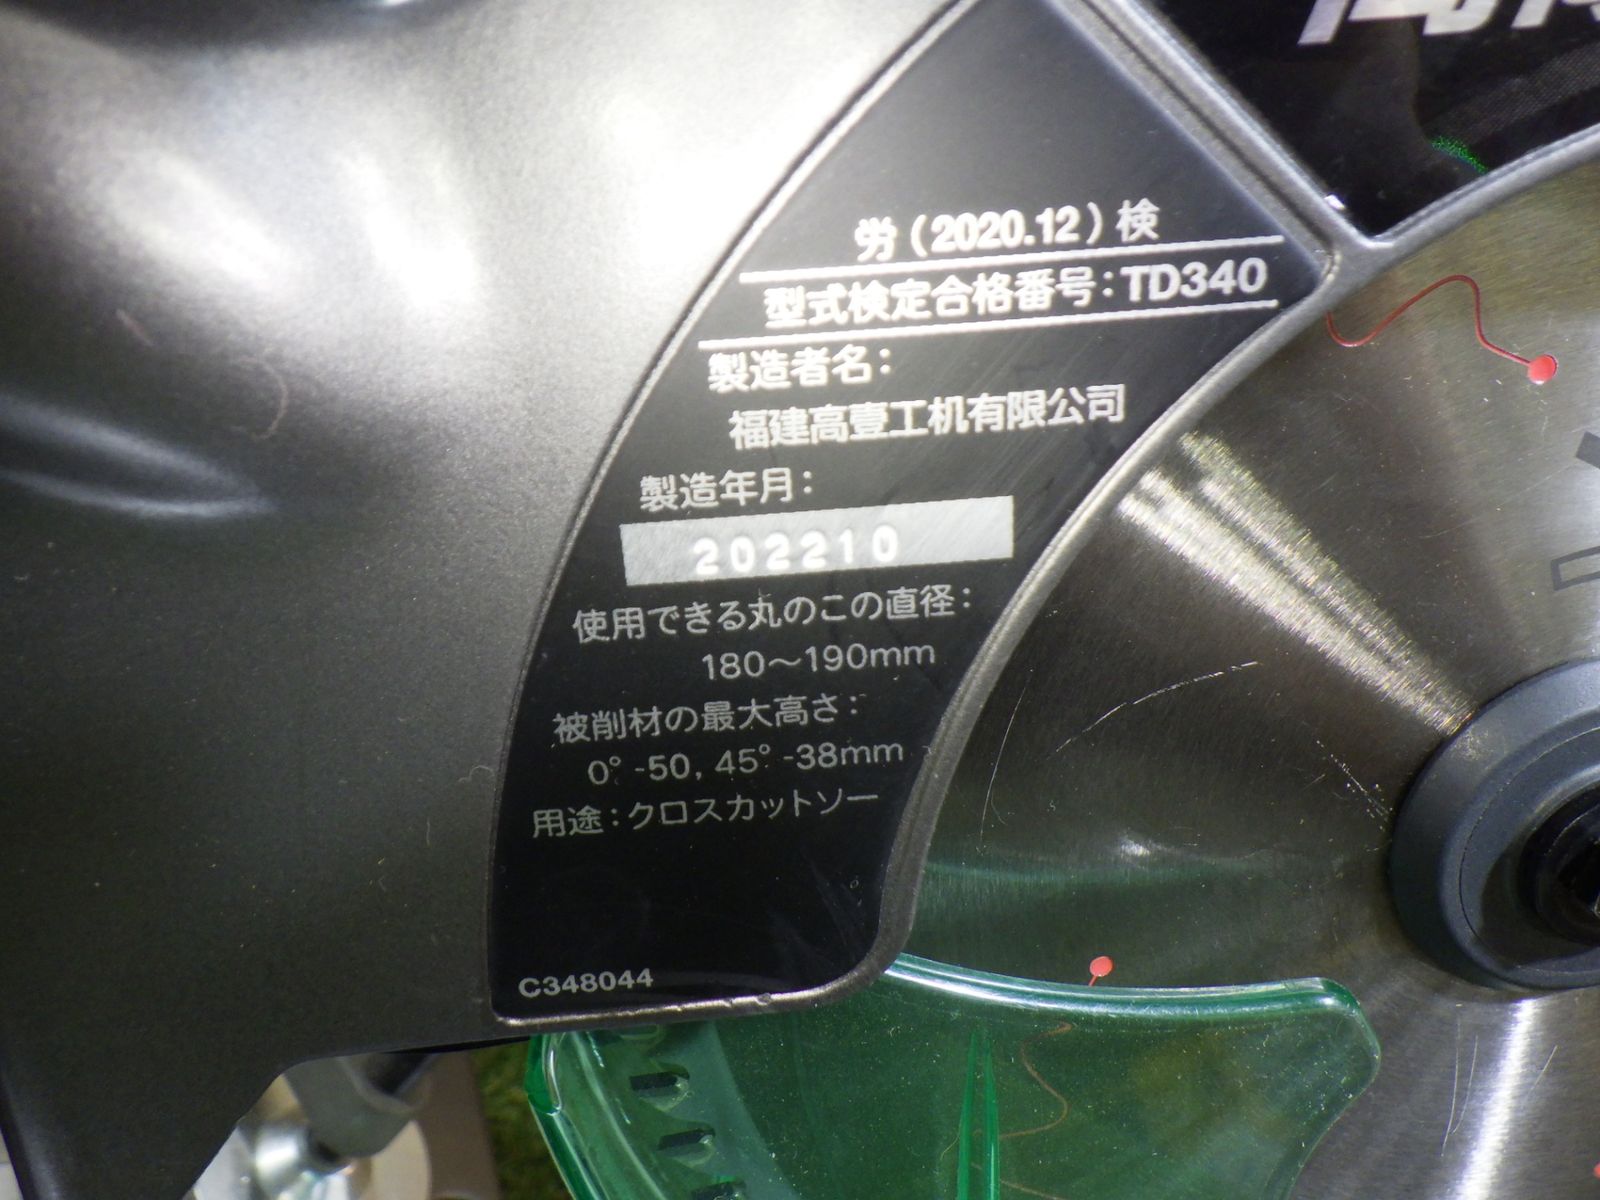 労(2020.12)検
型式検定合格番号:TD340
製造者名:
福建高壹工机有限公司
製造年月:
202210
使用できる丸のこの直径:
180～190mm
被削材の最大高さ:
0°-50, 45°-38mm
用途:クロスカットソー
C348044